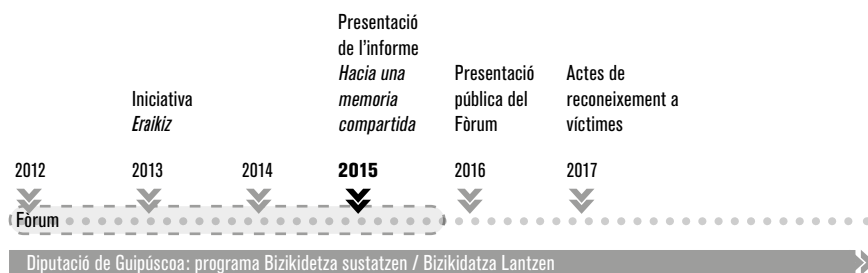 Presentació
de l'informe
Hacia una
memoria
compartida
Presentació
pública del
Fòrum
Actes de
reconeixement a
víctimes
Iniciativa
Eraikiz
2012
2013
2014
2015
2016
2017
Fòrum
Diputació de Guipúscoa: programa Bizikidetza sustatzen / Bizikidatza Lantzen